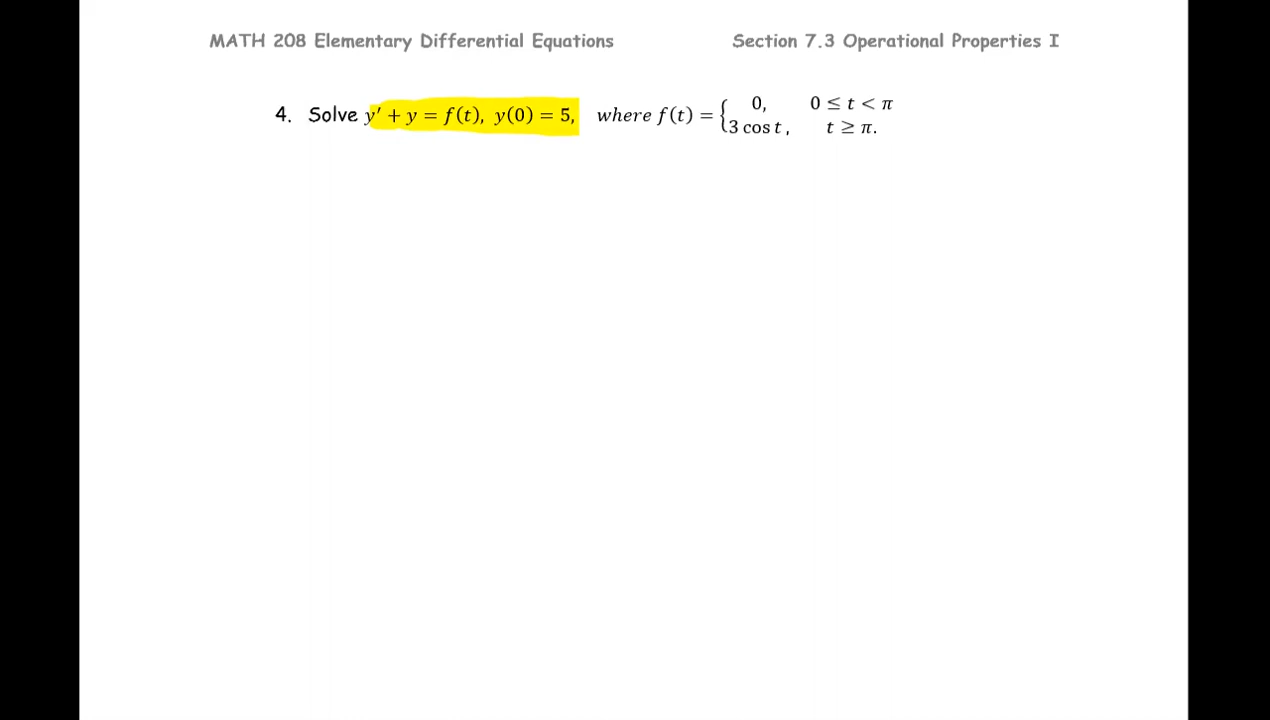 MATH 208 Elementary Differential Equations Section 7.3 Operational Properties I
4. Solve y′ + y = f(t), y(0) = 5, where f(t) = { 0, 0 ≤ t < π
3 cos t , t ≥ π.